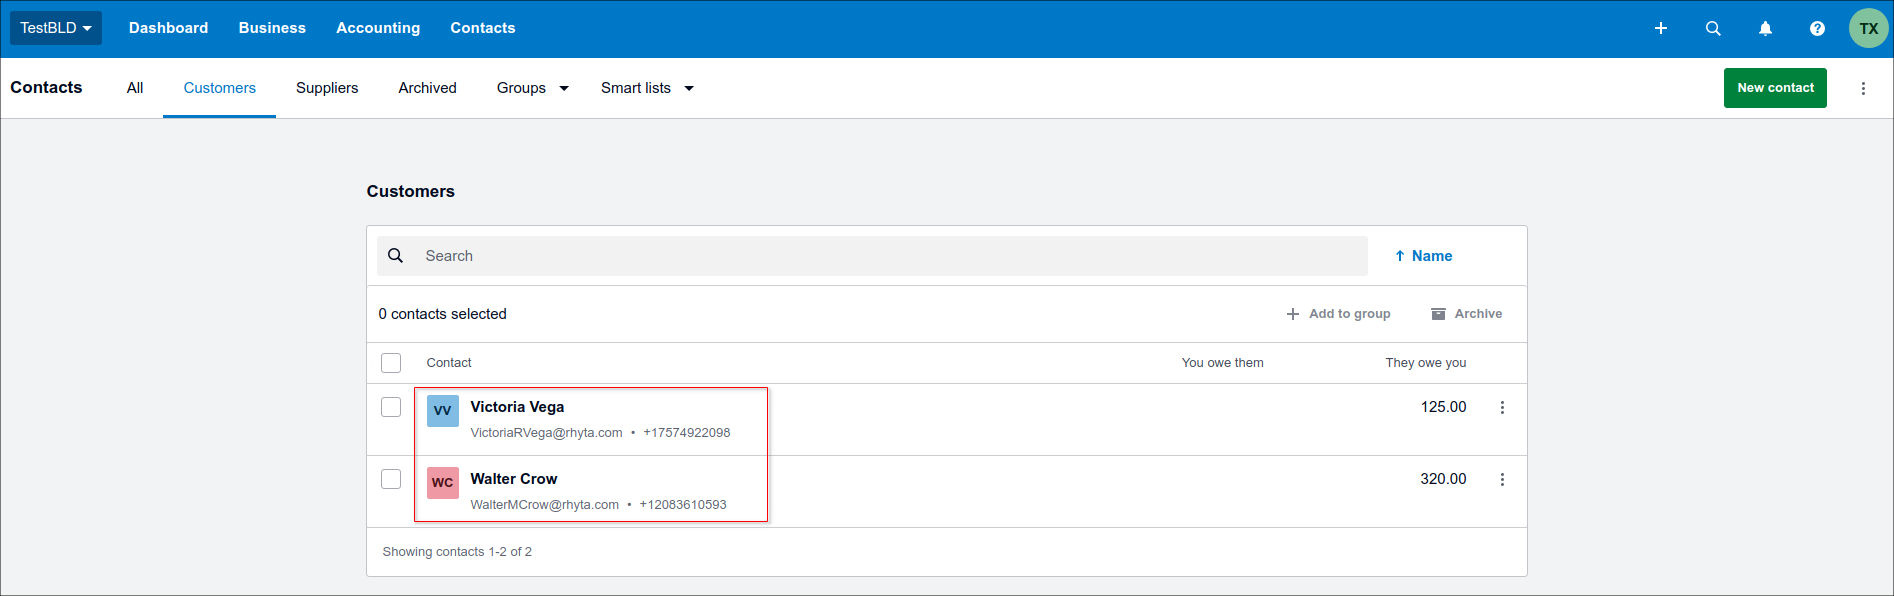 TestBLD Dashboard Business Accounting Contacts ? TX
Contacts All Customers Suppliers Archived Groups Smart lists New contact
Customers
Search Name
0 contacts selected Add to group Archive
Contact You owe them They owe you
VV Victoria Vega 125.00
VictoriaRVega@rhyta.com • +17574922098
WC Walter Crow 320.00
WalterMCrow@rhyta.com • +12083610593
Showing contacts 1-2 of 2